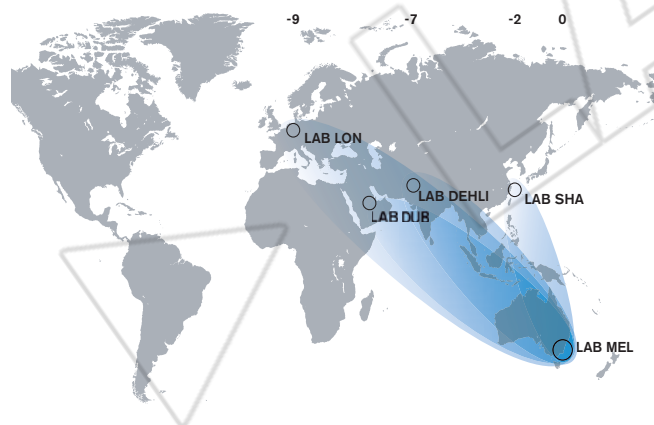 -9 -7 -2 0
LAB LON
LAB DEHLI
LAB SHA
LAB DUB
LAB MEL